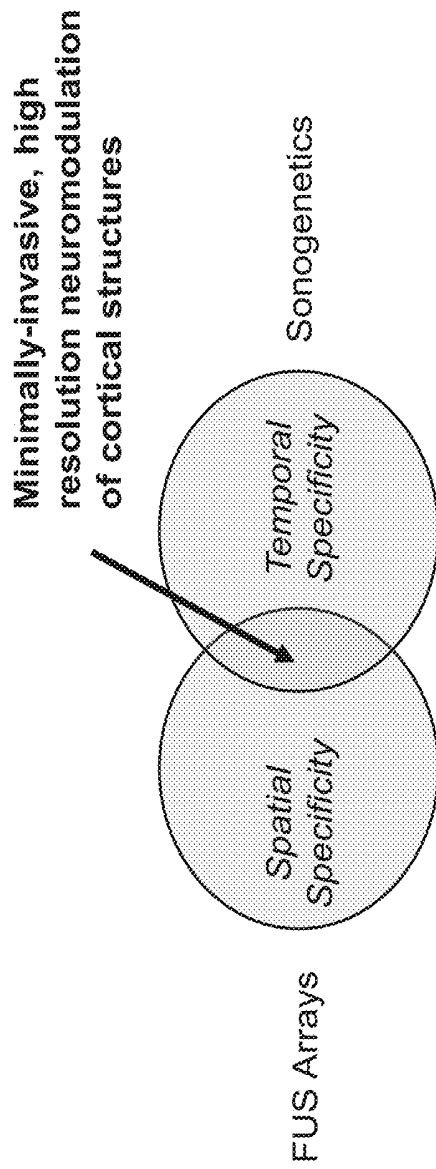 Minimally-invasive, high
resolution neuromodulation
of cortical structures
FUS Arrays
Spatial
Specificity
Temporal
Specificity
Sonogenetics